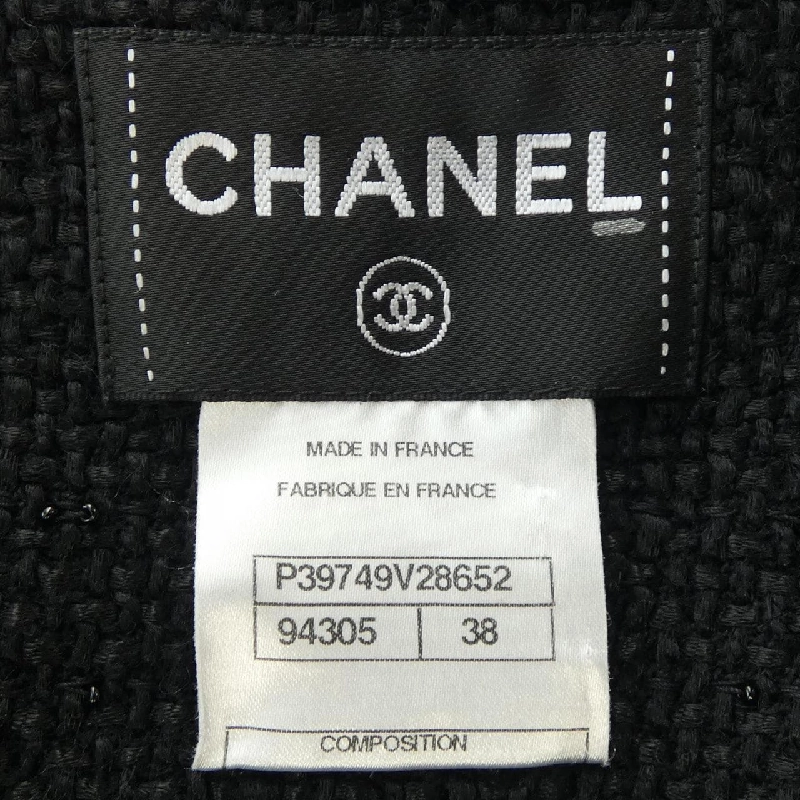 CHANEL
MADE IN FRANCE
FABRIQUE EN FRANCE
P39749V28652
94305 38
COMPOSITION